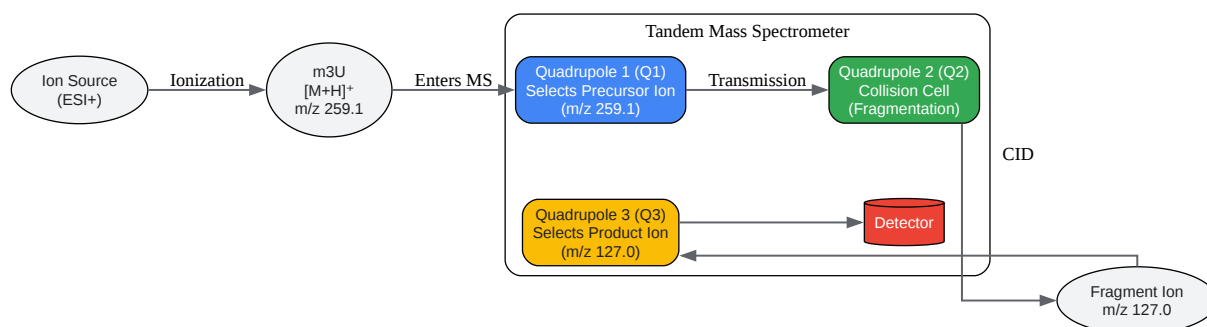 Tandem Mass Spectrometer
Ion Source
(ESI+)
Ionization
m3U
[M+H]⁺
m/z 259.1
Enters MS
Quadrupole 1 (Q1)
Selects Precursor Ion
(m/z 259.1)
Transmission
Quadrupole 2 (Q2)
Collision Cell
(Fragmentation)
CID
Quadrupole 3 (Q3)
Selects Product Ion
(m/z 127.0)
Detector
Fragment Ion
m/z 127.0